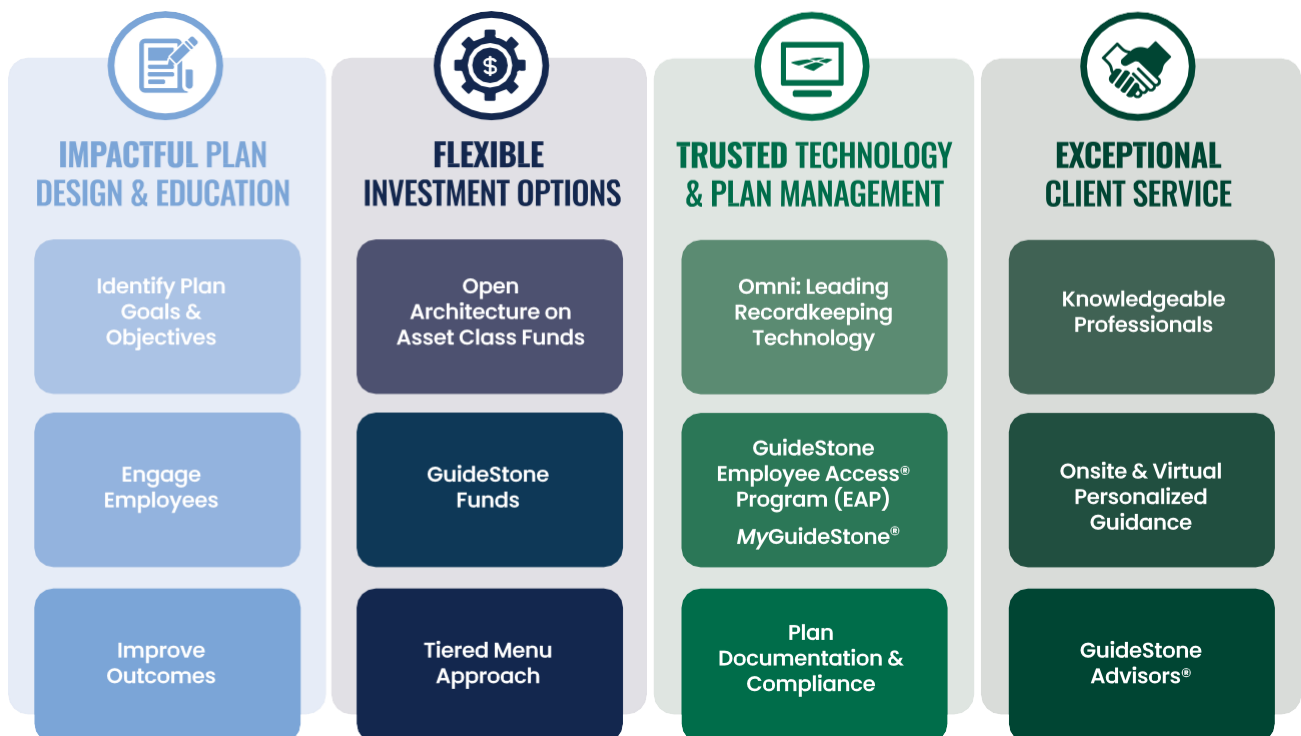 IMPACTFUL PLAN
DESIGN & EDUCATION
Identify Plan
Goals &
Objectives
Engage
Employees
Improve
Outcomes
$
FLEXIBLE
INVESTMENT OPTIONS
Open
Architecture on
Asset Class Funds
GuideStone
Funds
Tiered Menu
Approach
TRUSTED TECHNOLOGY
& PLAN MANAGEMENT
Omni: Leading
Recordkeeping
Technology
GuideStone
Employee Access®
Program (EAP)
MyGuideStone®
Plan
Documentation &
Compliance
EXCEPTIONAL
CLIENT SERVICE
Knowledgeable
Professionals
Onsite & Virtual
Personalized
Guidance
GuideStone
Advisors®